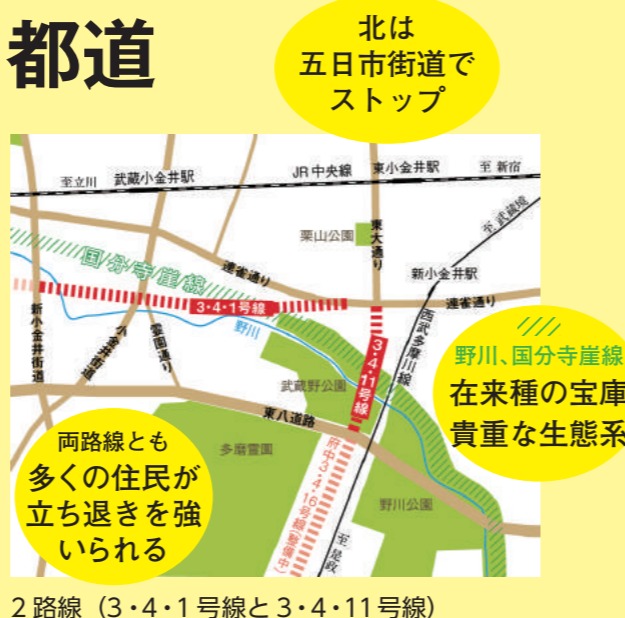 都道
北は
五日市街道で
ストップ
至立川
武蔵小金井駅
JR中央線
東小金井駅
至 新宿
栗山公園
東大通り
至 武蔵境
国分寺崖線
連雀通り
新小金井駅
連雀通り
3・4・1号線
野川
新小金井街道
小金井街道
霊園通り
3・4・11号線
西武多摩川線
武蔵野公園
東八道路
多磨霊園
府中3・4・16号線(整備中)
野川公園
至 是政
野川、国分寺崖線
在来種の宝庫
貴重な生態系
両路線とも
多くの住民が
立ち退きを強
いられる
2路線（3・4・1号線と3・4・11号線）